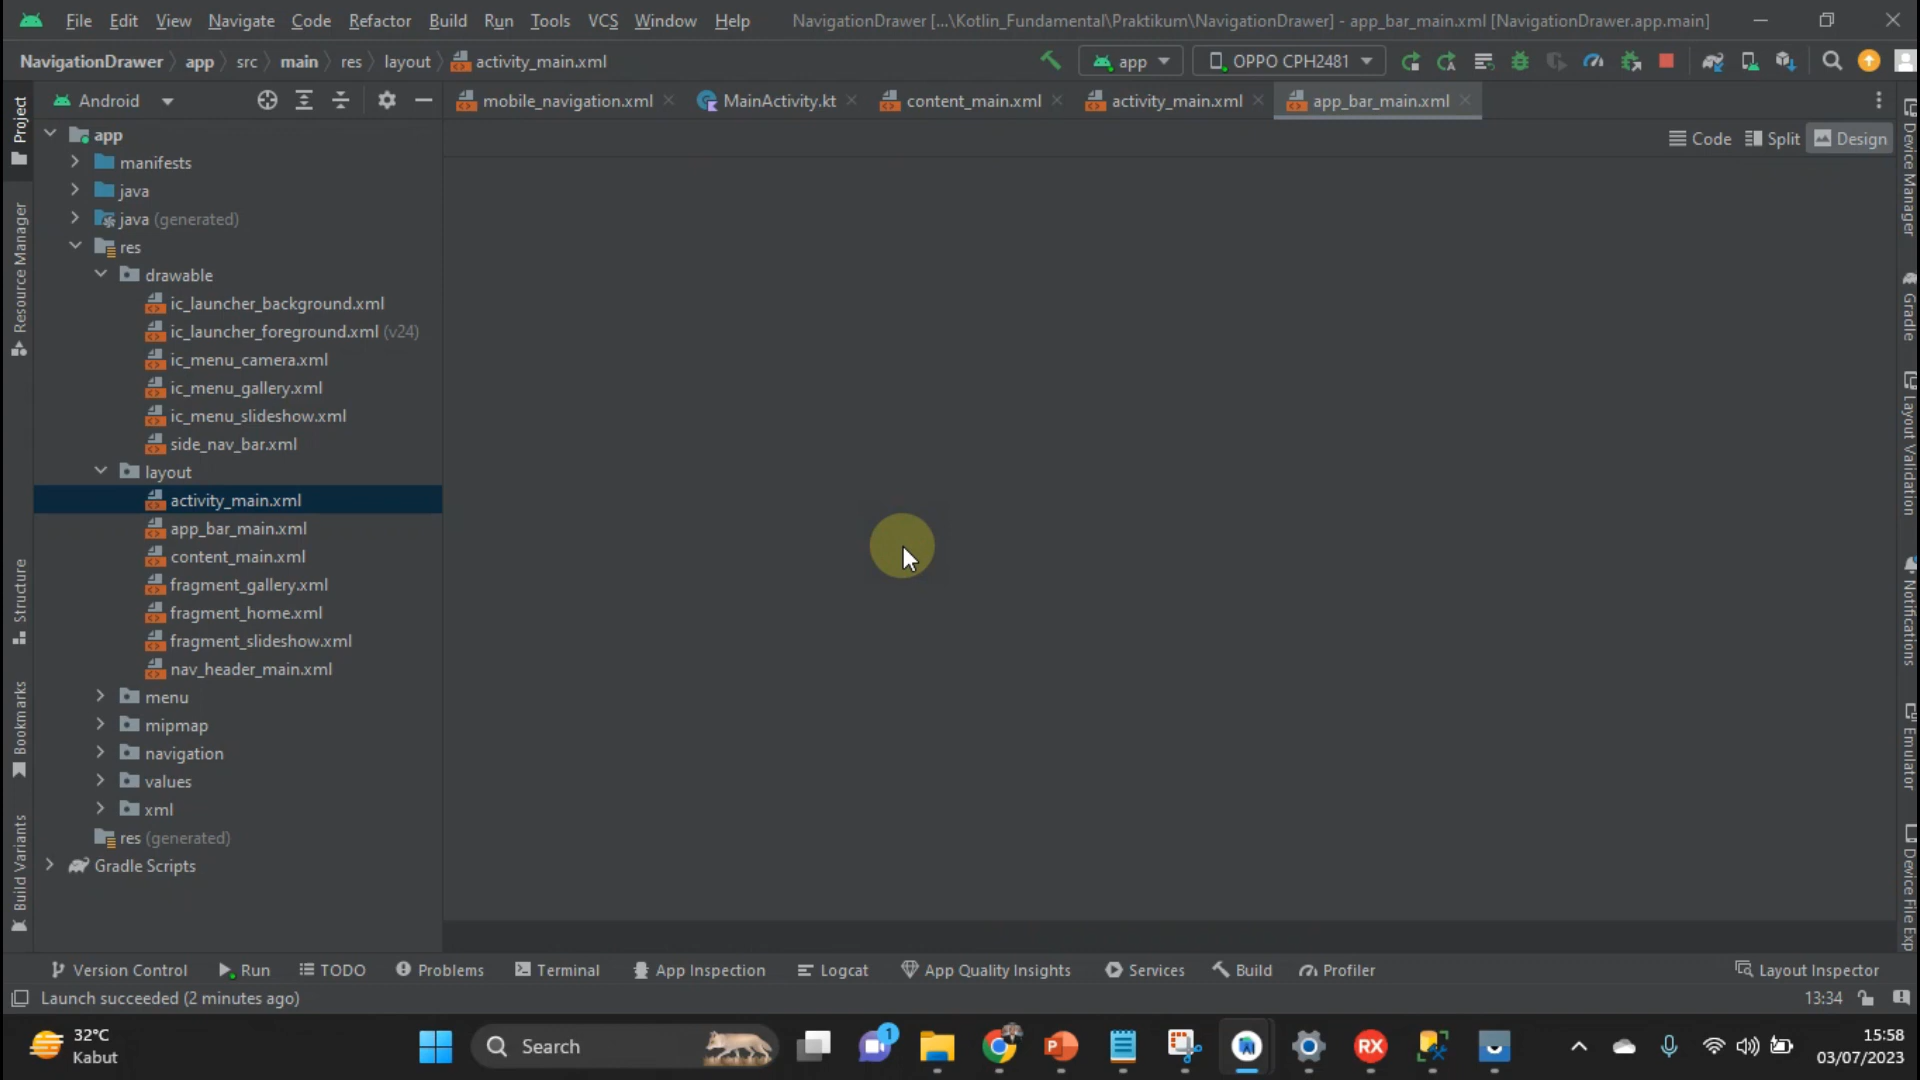 File Edit View Navigate Code Refactor Build Run Tools VCS Window Help NavigationDrawer [...\Kotlin_Fundamental\Praktikum\NavigationDrawer] - app_bar_main.xml [NavigationDrawer.app.main]
NavigationDrawer app src main res layout activity_main.xml app OPPO CPH2481
Android mobile_navigation.xml MainActivity.kt content_main.xml activity_main.xml app_bar_main.xml
Code Split Design
app
manifests
java
java (generated)
res
drawable
ic_launcher_background.xml
ic_launcher_foreground.xml (v24)
ic_menu_camera.xml
ic_menu_gallery.xml
ic_menu_slideshow.xml
side_nav_bar.xml
layout
activity_main.xml
app_bar_main.xml
content_main.xml
fragment_gallery.xml
fragment_home.xml
fragment_slideshow.xml
nav_header_main.xml
menu
mipmap
navigation
values
xml
res (generated)
Gradle Scripts
Project
Resource Manager
Structure
Bookmarks
Build Variants
Device Manager
Gradle
Layout Validation
Notifications
Emulator
Device File Exp
Version Control Run TODO Problems Terminal App Inspection Logcat App Quality Insights Services Build Profiler Layout Inspector
Launch succeeded (2 minutes ago) 13:34
32°C
Kabut
Search
1
P
RX
15:58
03/07/2023